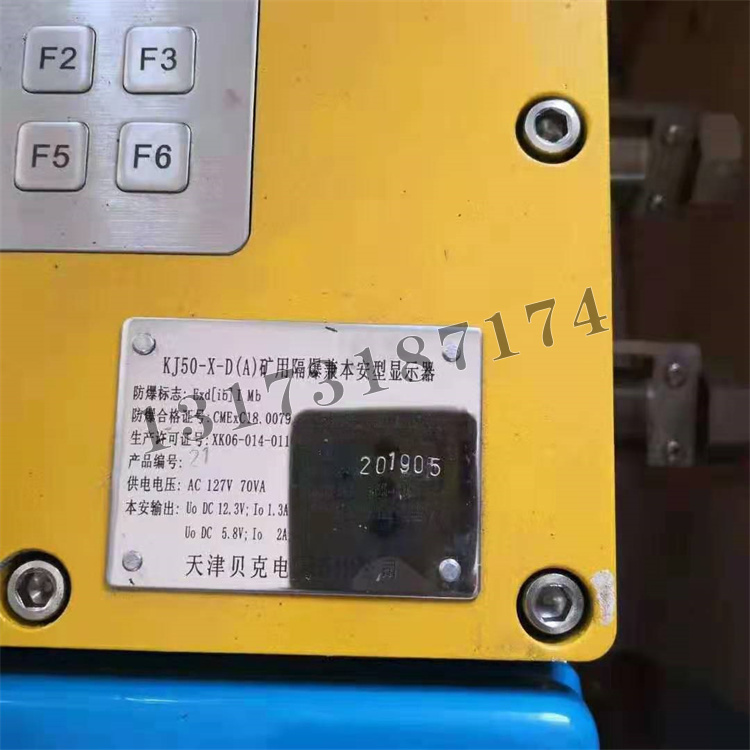 F2 F3
F5 F6
KJ50-X-D(A)矿用隔爆兼本安型显示器
防爆标志: Exd[ib]I Mb
防爆合格证号: CMExC18.0079
生产许可证号: XK06-014-011
产品编号: 21
201905
供电电压: AC 127V 70VA
本安输出: Uo DC 12.3V; Io 1.3A
Uo DC 5.8V; Io 2A
天津贝克电 公司
13173187174